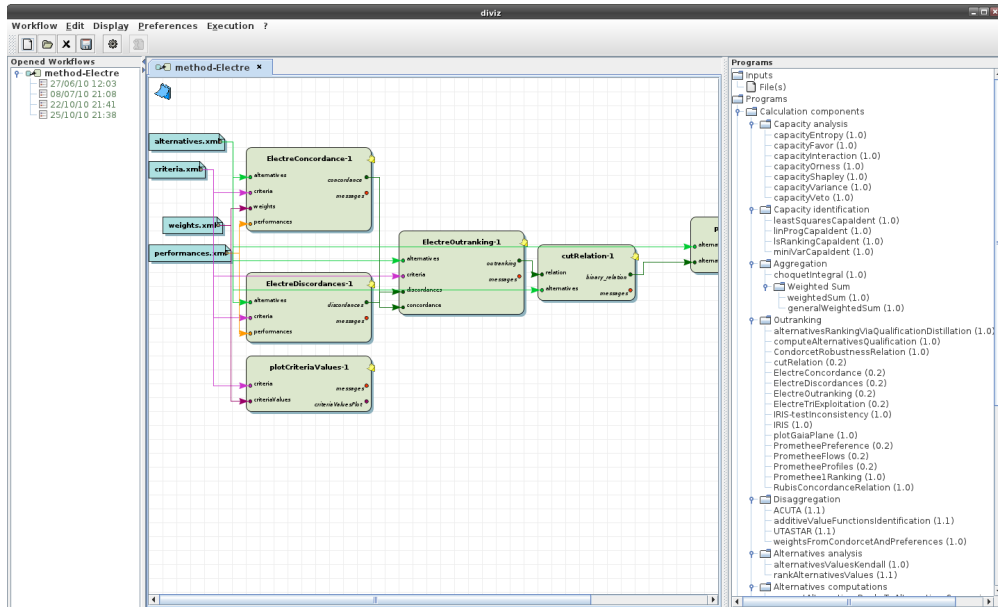 diviz
Workflow Edit Display Preferences Execution ?
Opened Workflows
method-Electre
27/06/10 12:03
08/07/10 21:08
22/10/10 21:41
25/10/10 21:38
method-Electre ×
alternatives.xml
criteria.xml
weights.xml
performances.xml
ElectreConcordance-1
alternatives
criteria
weights
performances
concordance
messages
ElectreDiscordances-1
alternatives
criteria
performances
discordances
messages
plotCriteriaValues-1
criteria
criteriaValues
messages
criteriaValuesPlot
ElectreOutranking-1
alternatives
criteria
discordances
concordance
outranking
messages
cutRelation-1
relation
alternatives
binary_relation
messages
p
alterna
alterna
Programs
Inputs
File(s)
Programs
Calculation components
Capacity analysis
capacityEntropy (1.0)
capacityFavor (1.0)
capacityInteraction (1.0)
capacityOrness (1.0)
capacityShapley (1.0)
capacityVariance (1.0)
capacityVeto (1.0)
Capacity identification
leastSquaresCapaIdent (1.0)
linProgCapaIdent (1.0)
lsRankingCapaIdent (1.0)
miniVarCapaIdent (1.0)
Aggregation
choquetIntegral (1.0)
Weighted Sum
weightedSum (1.0)
generalWeightedSum (1.0)
Outranking
alternativesRankingViaQualificationDistillation (1.0)
computeAlternativesQualification (1.0)
CondorcetRobustnessRelation (1.0)
cutRelation (0.2)
ElectreConcordance (0.2)
ElectreDiscordances (0.2)
ElectreOutranking (0.2)
ElectreTriExploitation (0.2)
IRIS-testInconsistency (1.0)
IRIS (1.0)
plotGaiaPlane (1.0)
PrometheePreference (0.2)
PrometheeFlows (0.2)
PrometheeProfiles (0.2)
Promethee1Ranking (1.0)
RubisConcordanceRelation (1.0)
Disaggregation
ACUTA (1.1)
additiveValueFunctionsIdentification (1.1)
UTASTAR (1.1)
weightsFromCondorcetAndPreferences (1.0)
Alternatives analysis
alternativesValuesKendall (1.0)
rankAlternativesValues (1.1)
Alternatives computations